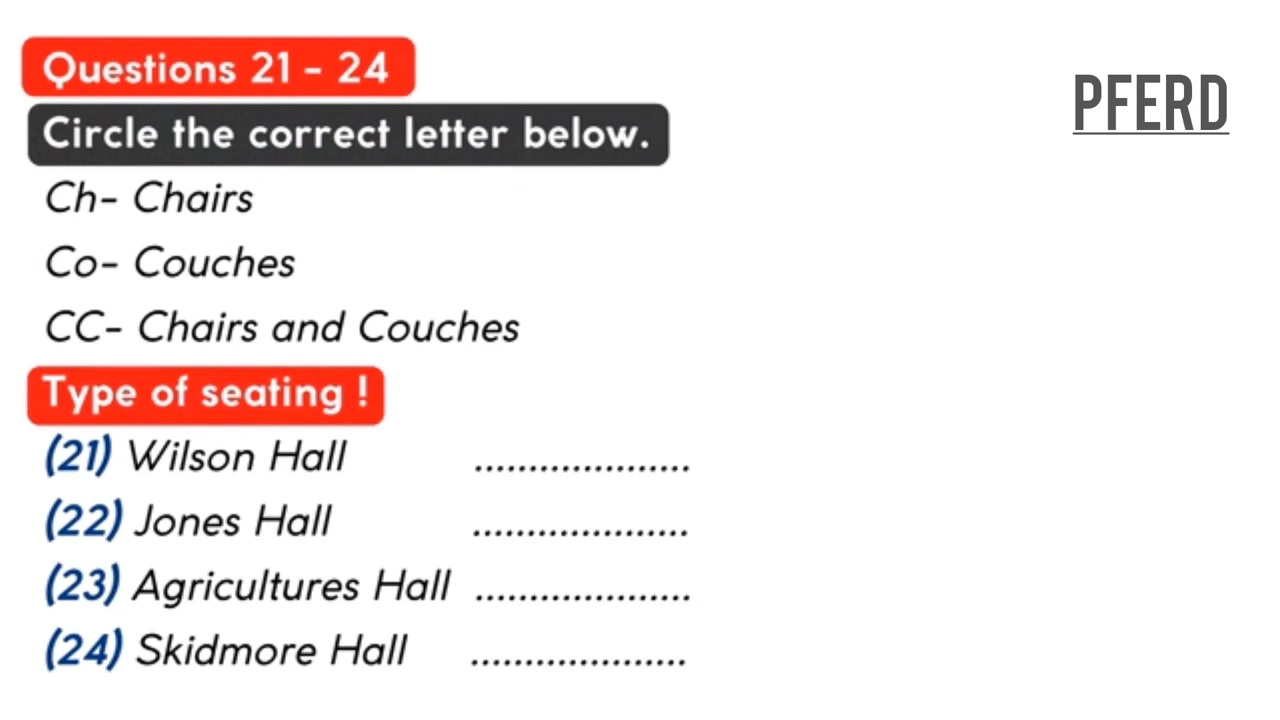 Questions 21 - 24
PFERD
Circle the correct letter below.
Ch- Chairs
Co- Couches
CC- Chairs and Couches
Type of seating !
(21) Wilson Hall ....................
(22) Jones Hall ....................
(23) Agricultures Hall ....................
(24) Skidmore Hall ....................